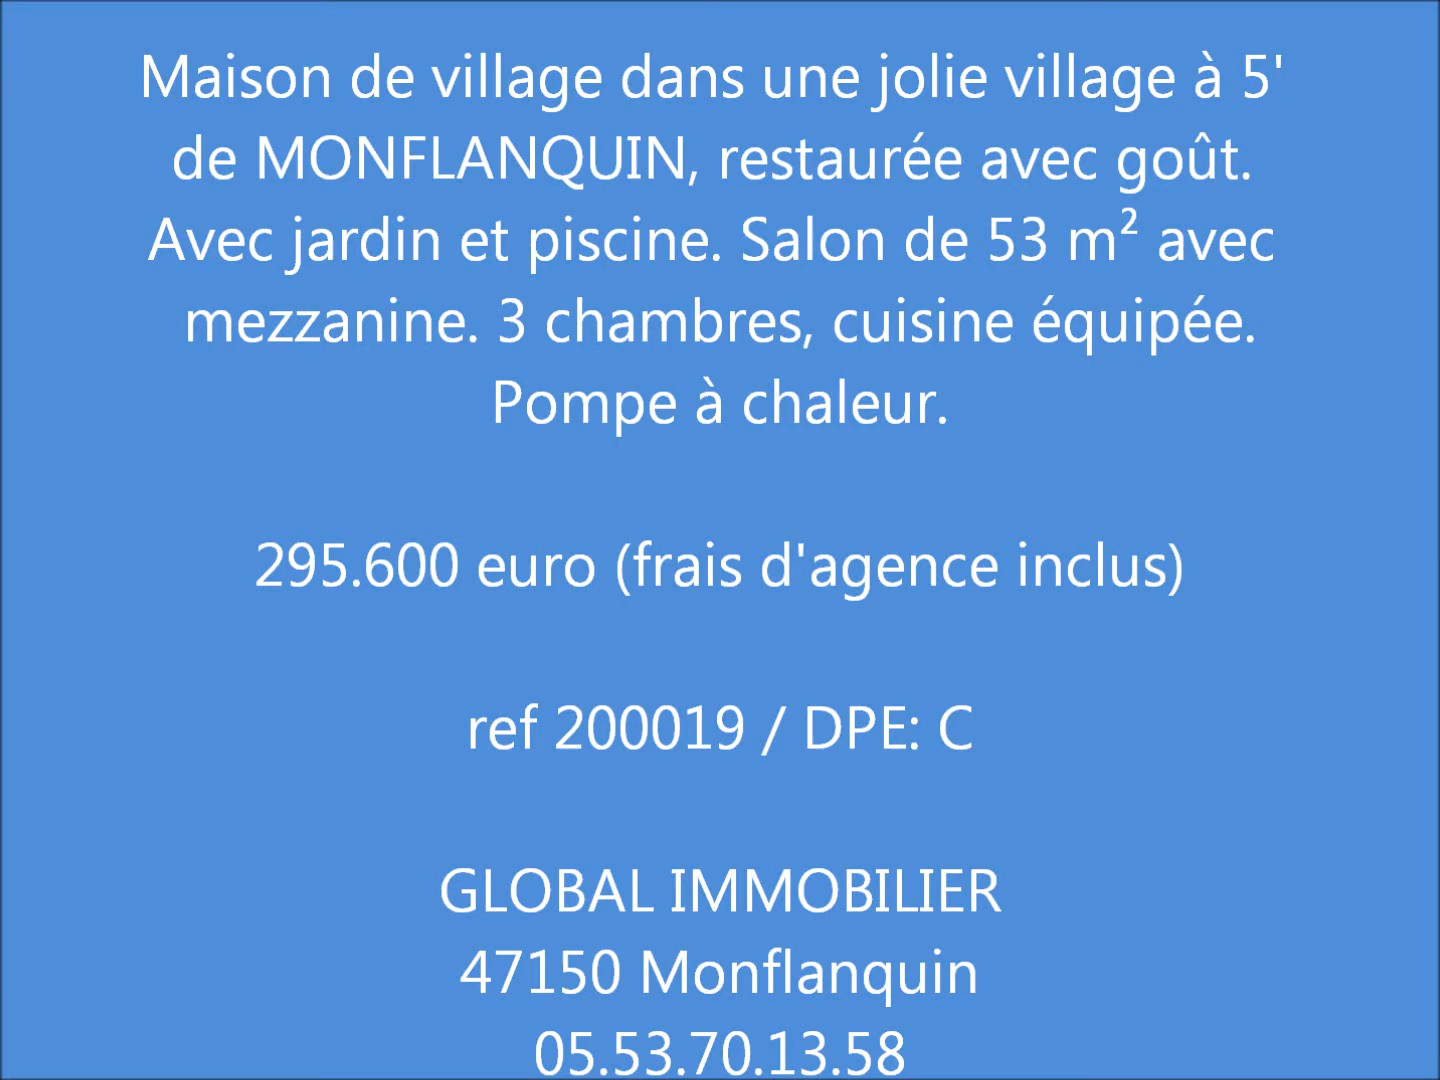 Maison de village dans une jolie village à 5'
de MONFLANQUIN, restaurée avec goût.
Avec jardin et piscine. Salon de 53 m² avec
mezzanine. 3 chambres, cuisine équipée.
Pompe à chaleur.
295.600 euro (frais d'agence inclus)
ref 200019 / DPE: C
GLOBAL IMMOBILIER
47150 Monflanquin
05.53.70.13.58